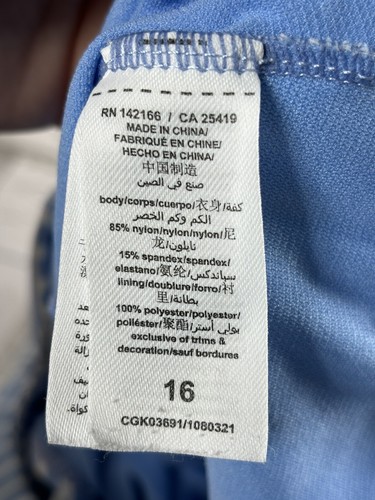 RN 142166 / CA 25419
MADE IN CHINA/
FABRIQUÉ EN CHINE/
HECHO EN CHINA/
中国制造
صنع في الصين
body/corps/cuerpo/衣身/كفة/
الكم وكم الخصر
85% nylon/nylon/nylon/尼
龙/نايلون/
15% spandex/spandex/
elastano/氨纶/سباندكس/
lining/doublure/forro/衬
里/بطانة/
100% polyester/polyester/
poliéster/聚酯/بولي أستر/
exclusive of trims &
decoration/sauf bordures
16
CGK03691/1080321